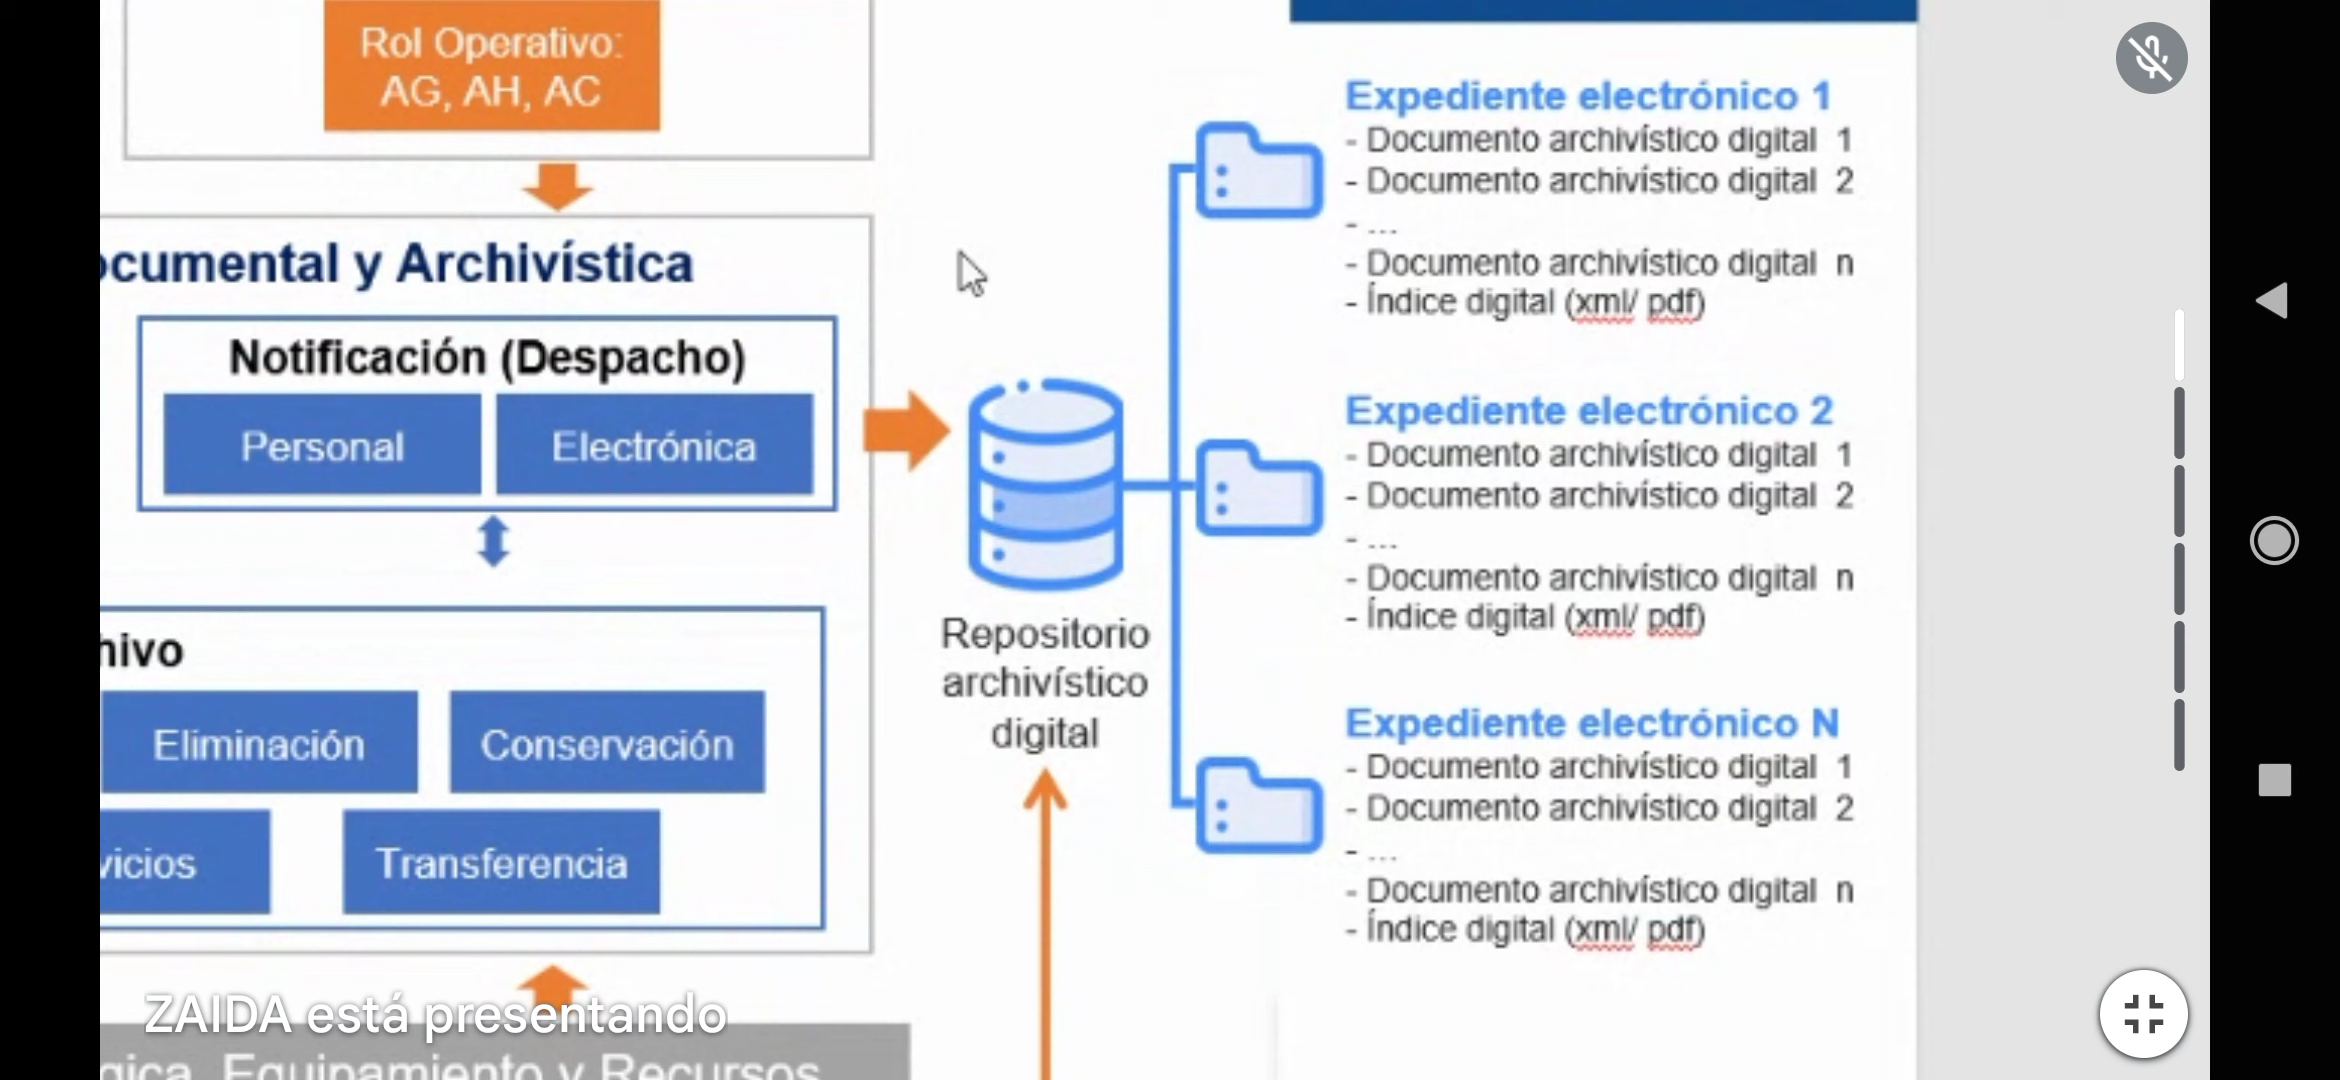 Rol Operativo:
AG, AH, AC
ocumental y Archivística
Notificación (Despacho)
Personal
Electrónica
hivo
Eliminación
Conservación
vicios
Transferencia
ZAIDA está presentando
gica, Equipamiento y Recursos
Repositorio
archivístico
digital
Expediente electrónico 1
- Documento archivístico digital 1
- Documento archivístico digital 2
- ...
- Documento archivístico digital n
- Índice digital (xml/ pdf)
Expediente electrónico 2
- Documento archivístico digital 1
- Documento archivístico digital 2
- ...
- Documento archivístico digital n
- Índice digital (xml/ pdf)
Expediente electrónico N
- Documento archivístico digital 1
- Documento archivístico digital 2
- ...
- Documento archivístico digital n
- Índice digital (xml/ pdf)